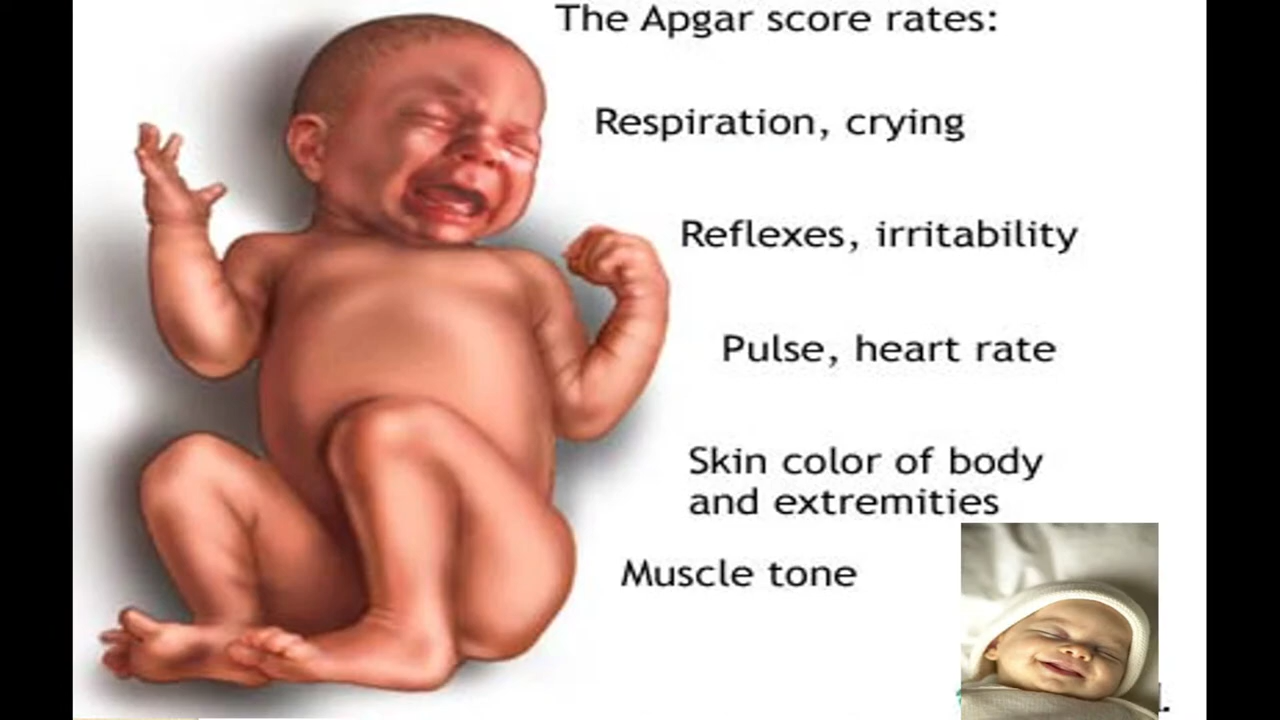 The Apgar score rates:
Respiration, crying
Reflexes, irritability
Pulse, heart rate
Skin color of body
and extremities
Muscle tone